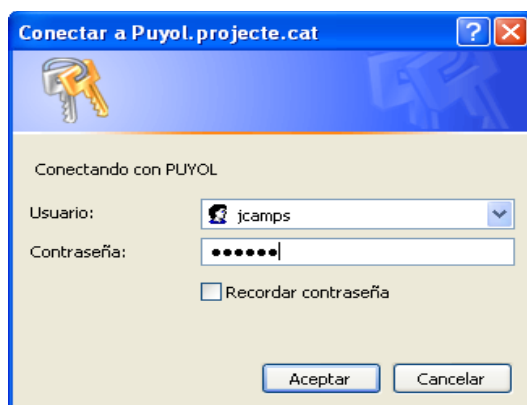 Conectar a Puyol.projecte.cat
Conectando con PUYOL
Usuario: jcamps
Contraseña: ••••••
Recordar contraseña
Aceptar Cancelar